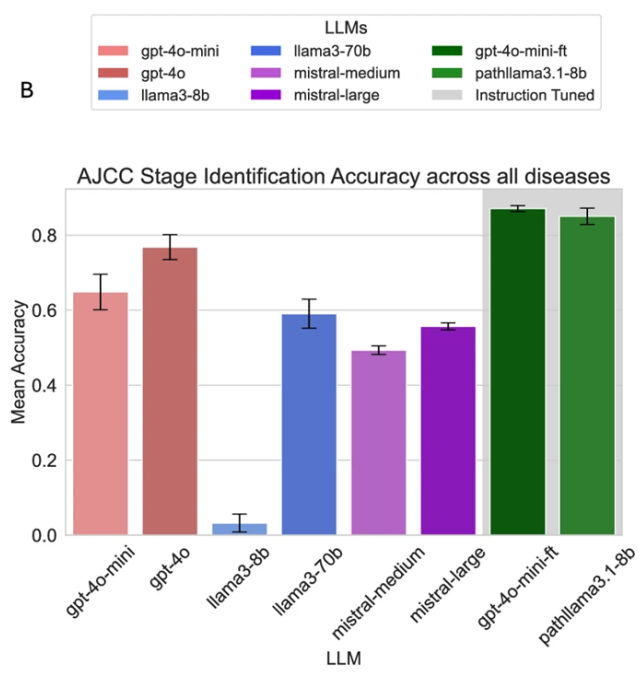 LLMs
gpt-4o-mini llama3-70b gpt-4o-mini-ft
gpt-4o mistral-medium pathllama3.1-8b
llama3-8b mistral-large Instruction Tuned
B
AJCC Stage Identification Accuracy across all diseases
Mean Accuracy
0.8
0.6
0.4
0.2
0.0
gpt-4o-mini gpt-4o llama3-8b llama3-70b mistral-medium mistral-large gpt-4o-mini-ft pathllama3.1-8b
LLM